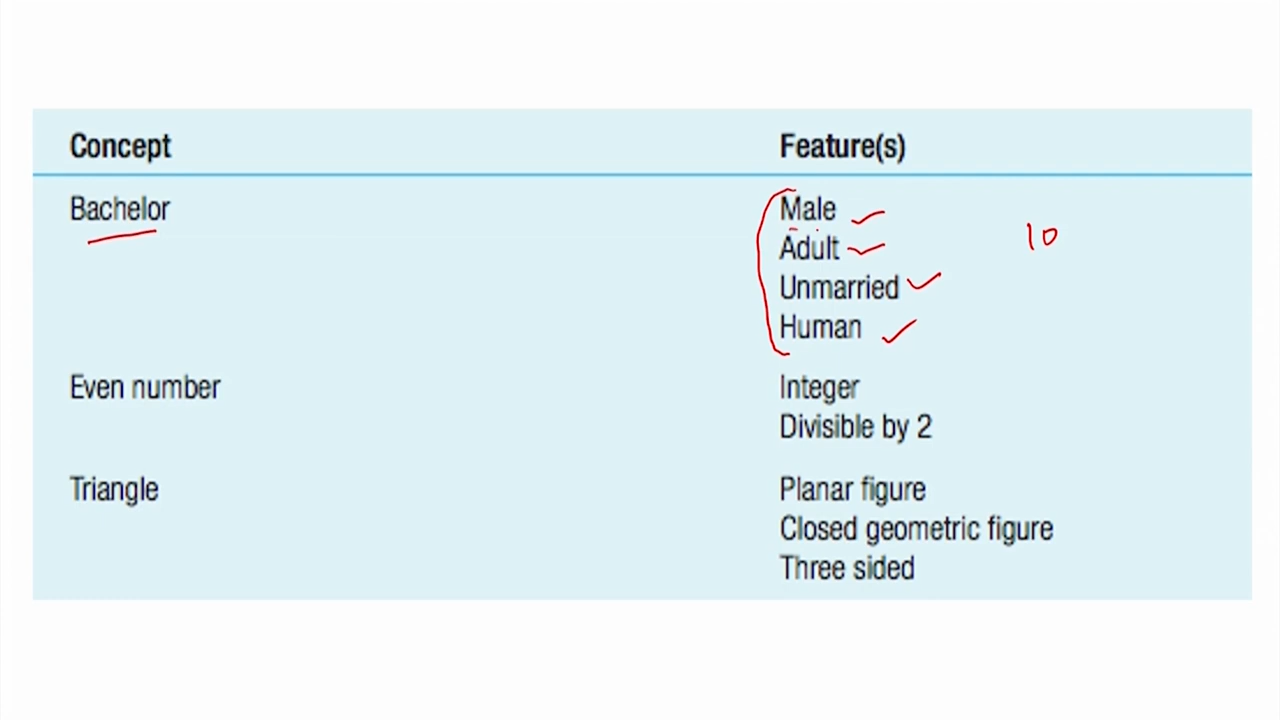 Concept Feature(s)
Bachelor Male
Adult 10
Unmarried
Human
Even number Integer
Divisible by 2
Triangle Planar figure
Closed geometric figure
Three sided